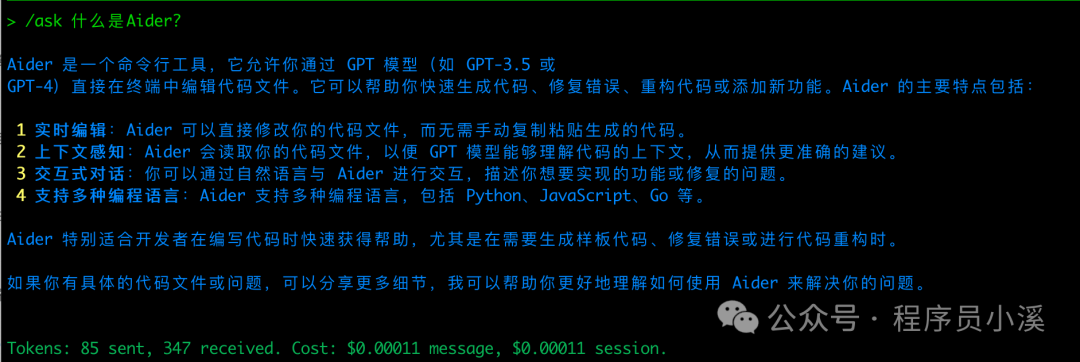 > /ask 什么是Aider?
Aider 是一个命令行工具，它允许你通过 GPT 模型（如 GPT-3.5 或
GPT-4）直接在终端中编辑代码文件。它可以帮助你快速生成代码、修复错误、重构代码或添加新功能。Aider 的主要特点包括：
1 实时编辑：Aider 可以直接修改你的代码文件，而无需手动复制粘贴生成的代码。
2 上下文感知：Aider 会读取你的代码文件，以便 GPT 模型能够理解代码的上下文，从而提供更准确的建议。
3 交互式对话：你可以通过自然语言与 Aider 进行交互，描述你想要实现的功能或修复的问题。
4 支持多种编程语言：Aider 支持多种编程语言，包括 Python、JavaScript、Go 等。
Aider 特别适合开发者在编写代码时快速获得帮助，尤其是在需要生成样板代码、修复错误或进行代码重构时。
如果你有具体的代码文件或问题，可以分享更多细节，我可以帮助你更好地理解如何使用 Aider 来解决你的问题。
公众号 · 程序员小溪
Tokens: 85 sent, 347 received. Cost: $0.00011 message, $0.00011 session.